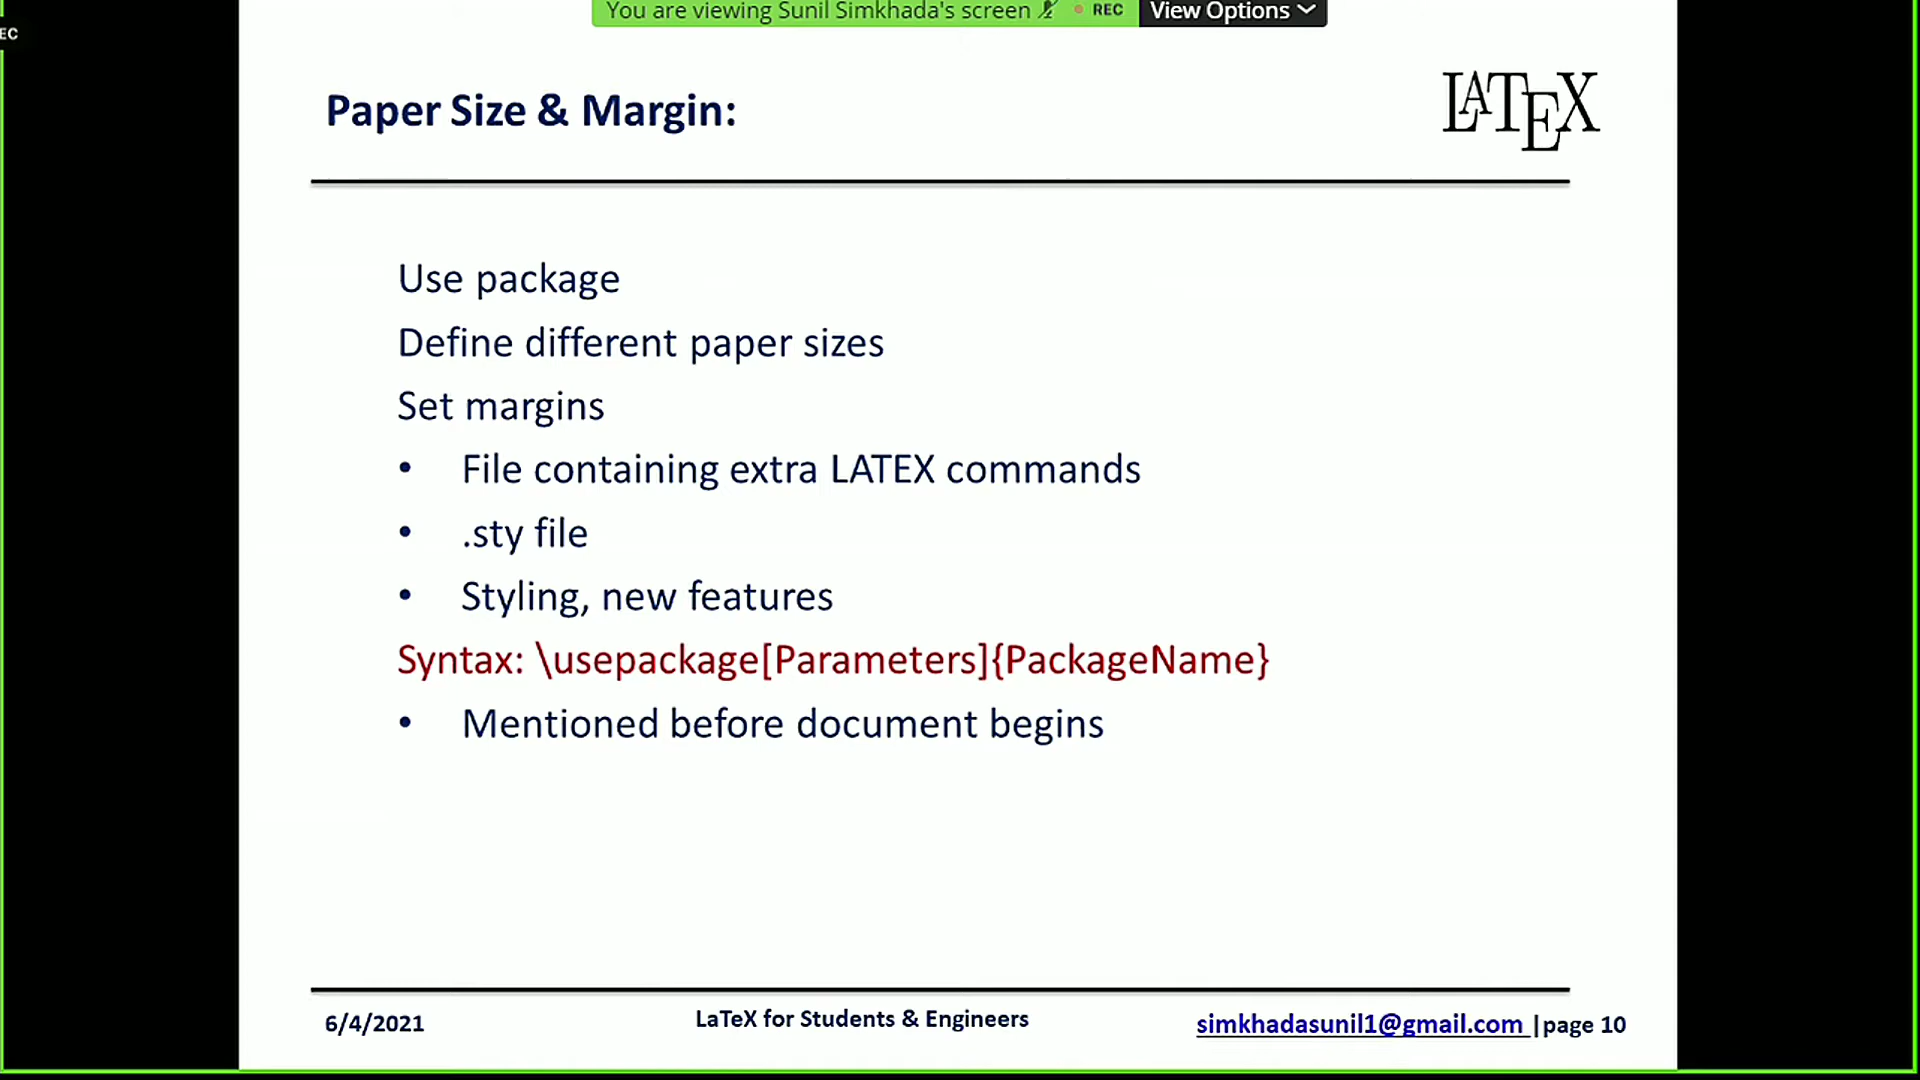 You are viewing Sunil Simkhada's screen REC View Options
EC
Paper Size & Margin:
LATEX
Use package
Define different paper sizes
Set margins
• File containing extra LATEX commands
• .sty file
• Styling, new features
Syntax: \usepackage[Parameters]{PackageName}
• Mentioned before document begins
6/4/2021
LaTeX for Students & Engineers
simkhadasunil1@gmail.com |page 10